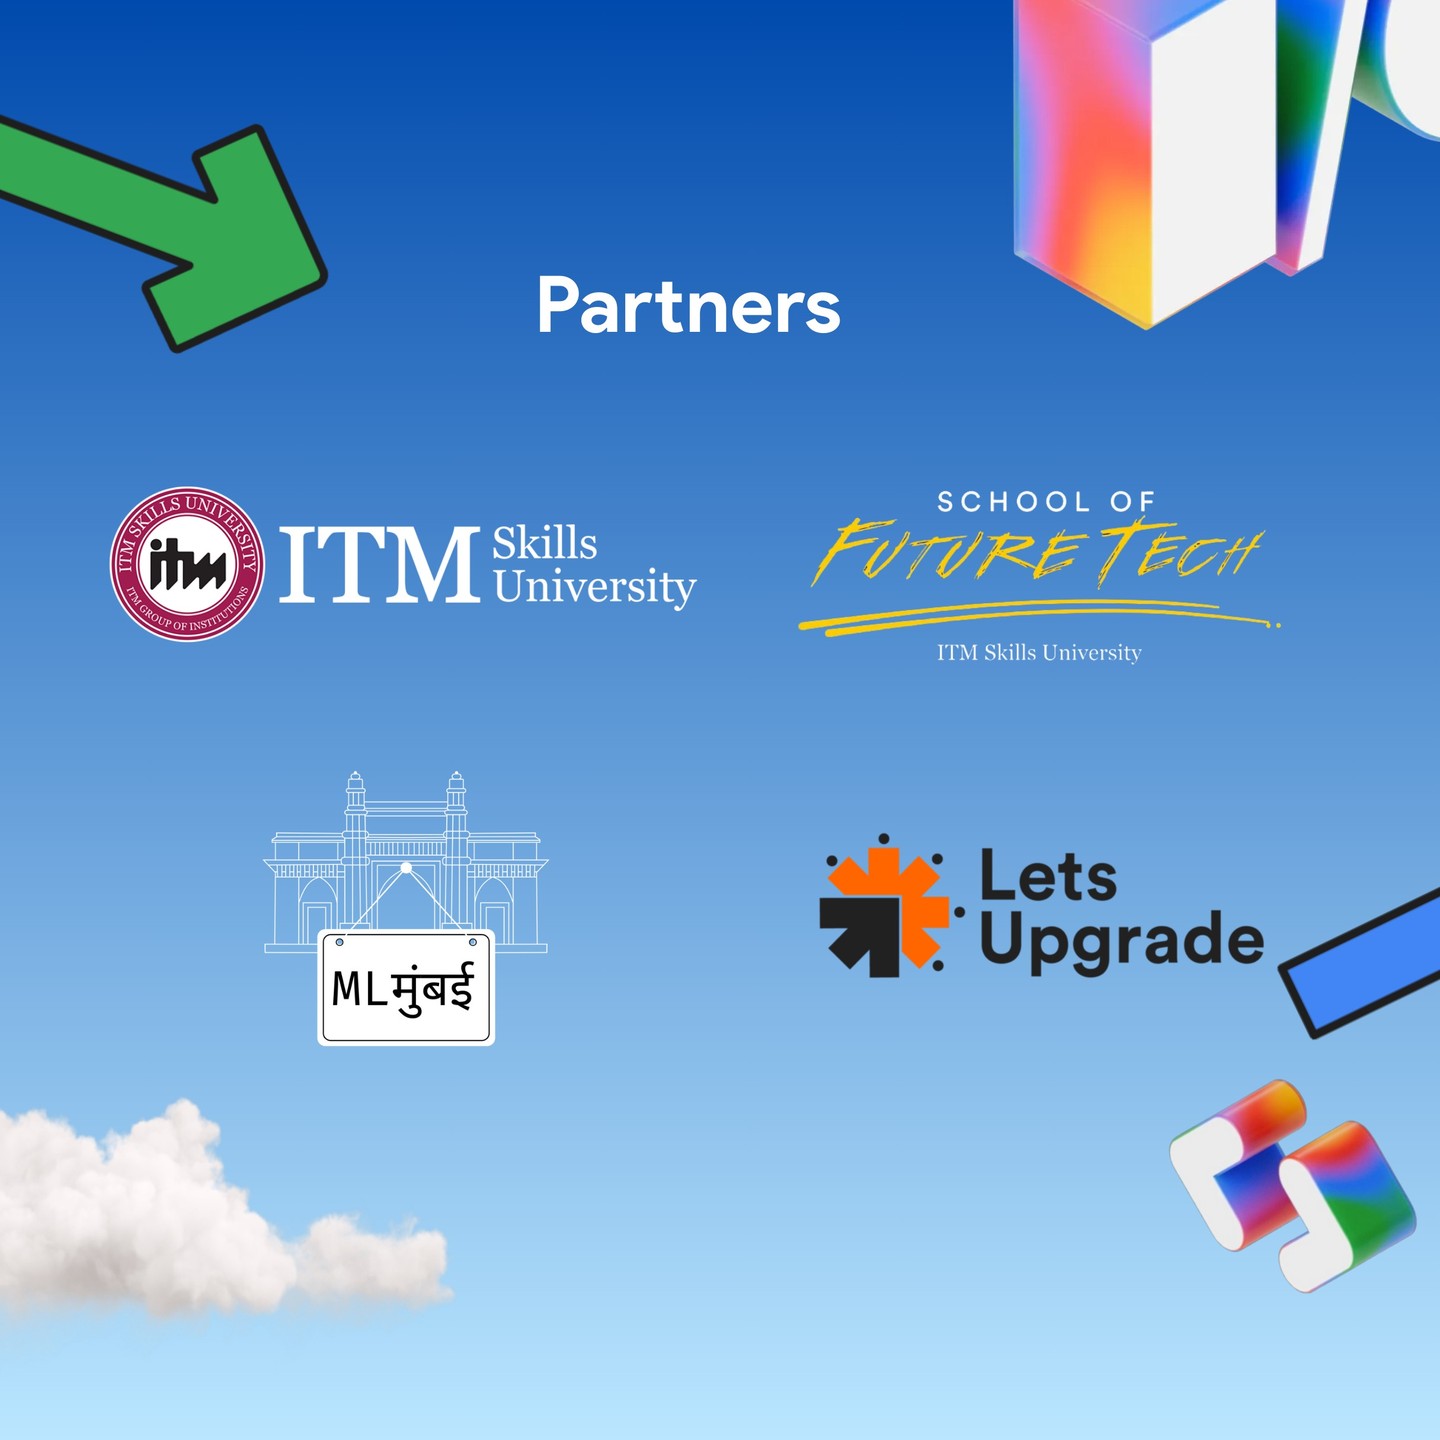 Partners
ITM SKILLS UNIVERSITY
itm
ITM GROUP OF INSTITUTIONS
ITM Skills
University
SCHOOL OF
FUTURE TECH
ITM Skills University
MLमुंबई
Lets
Upgrade